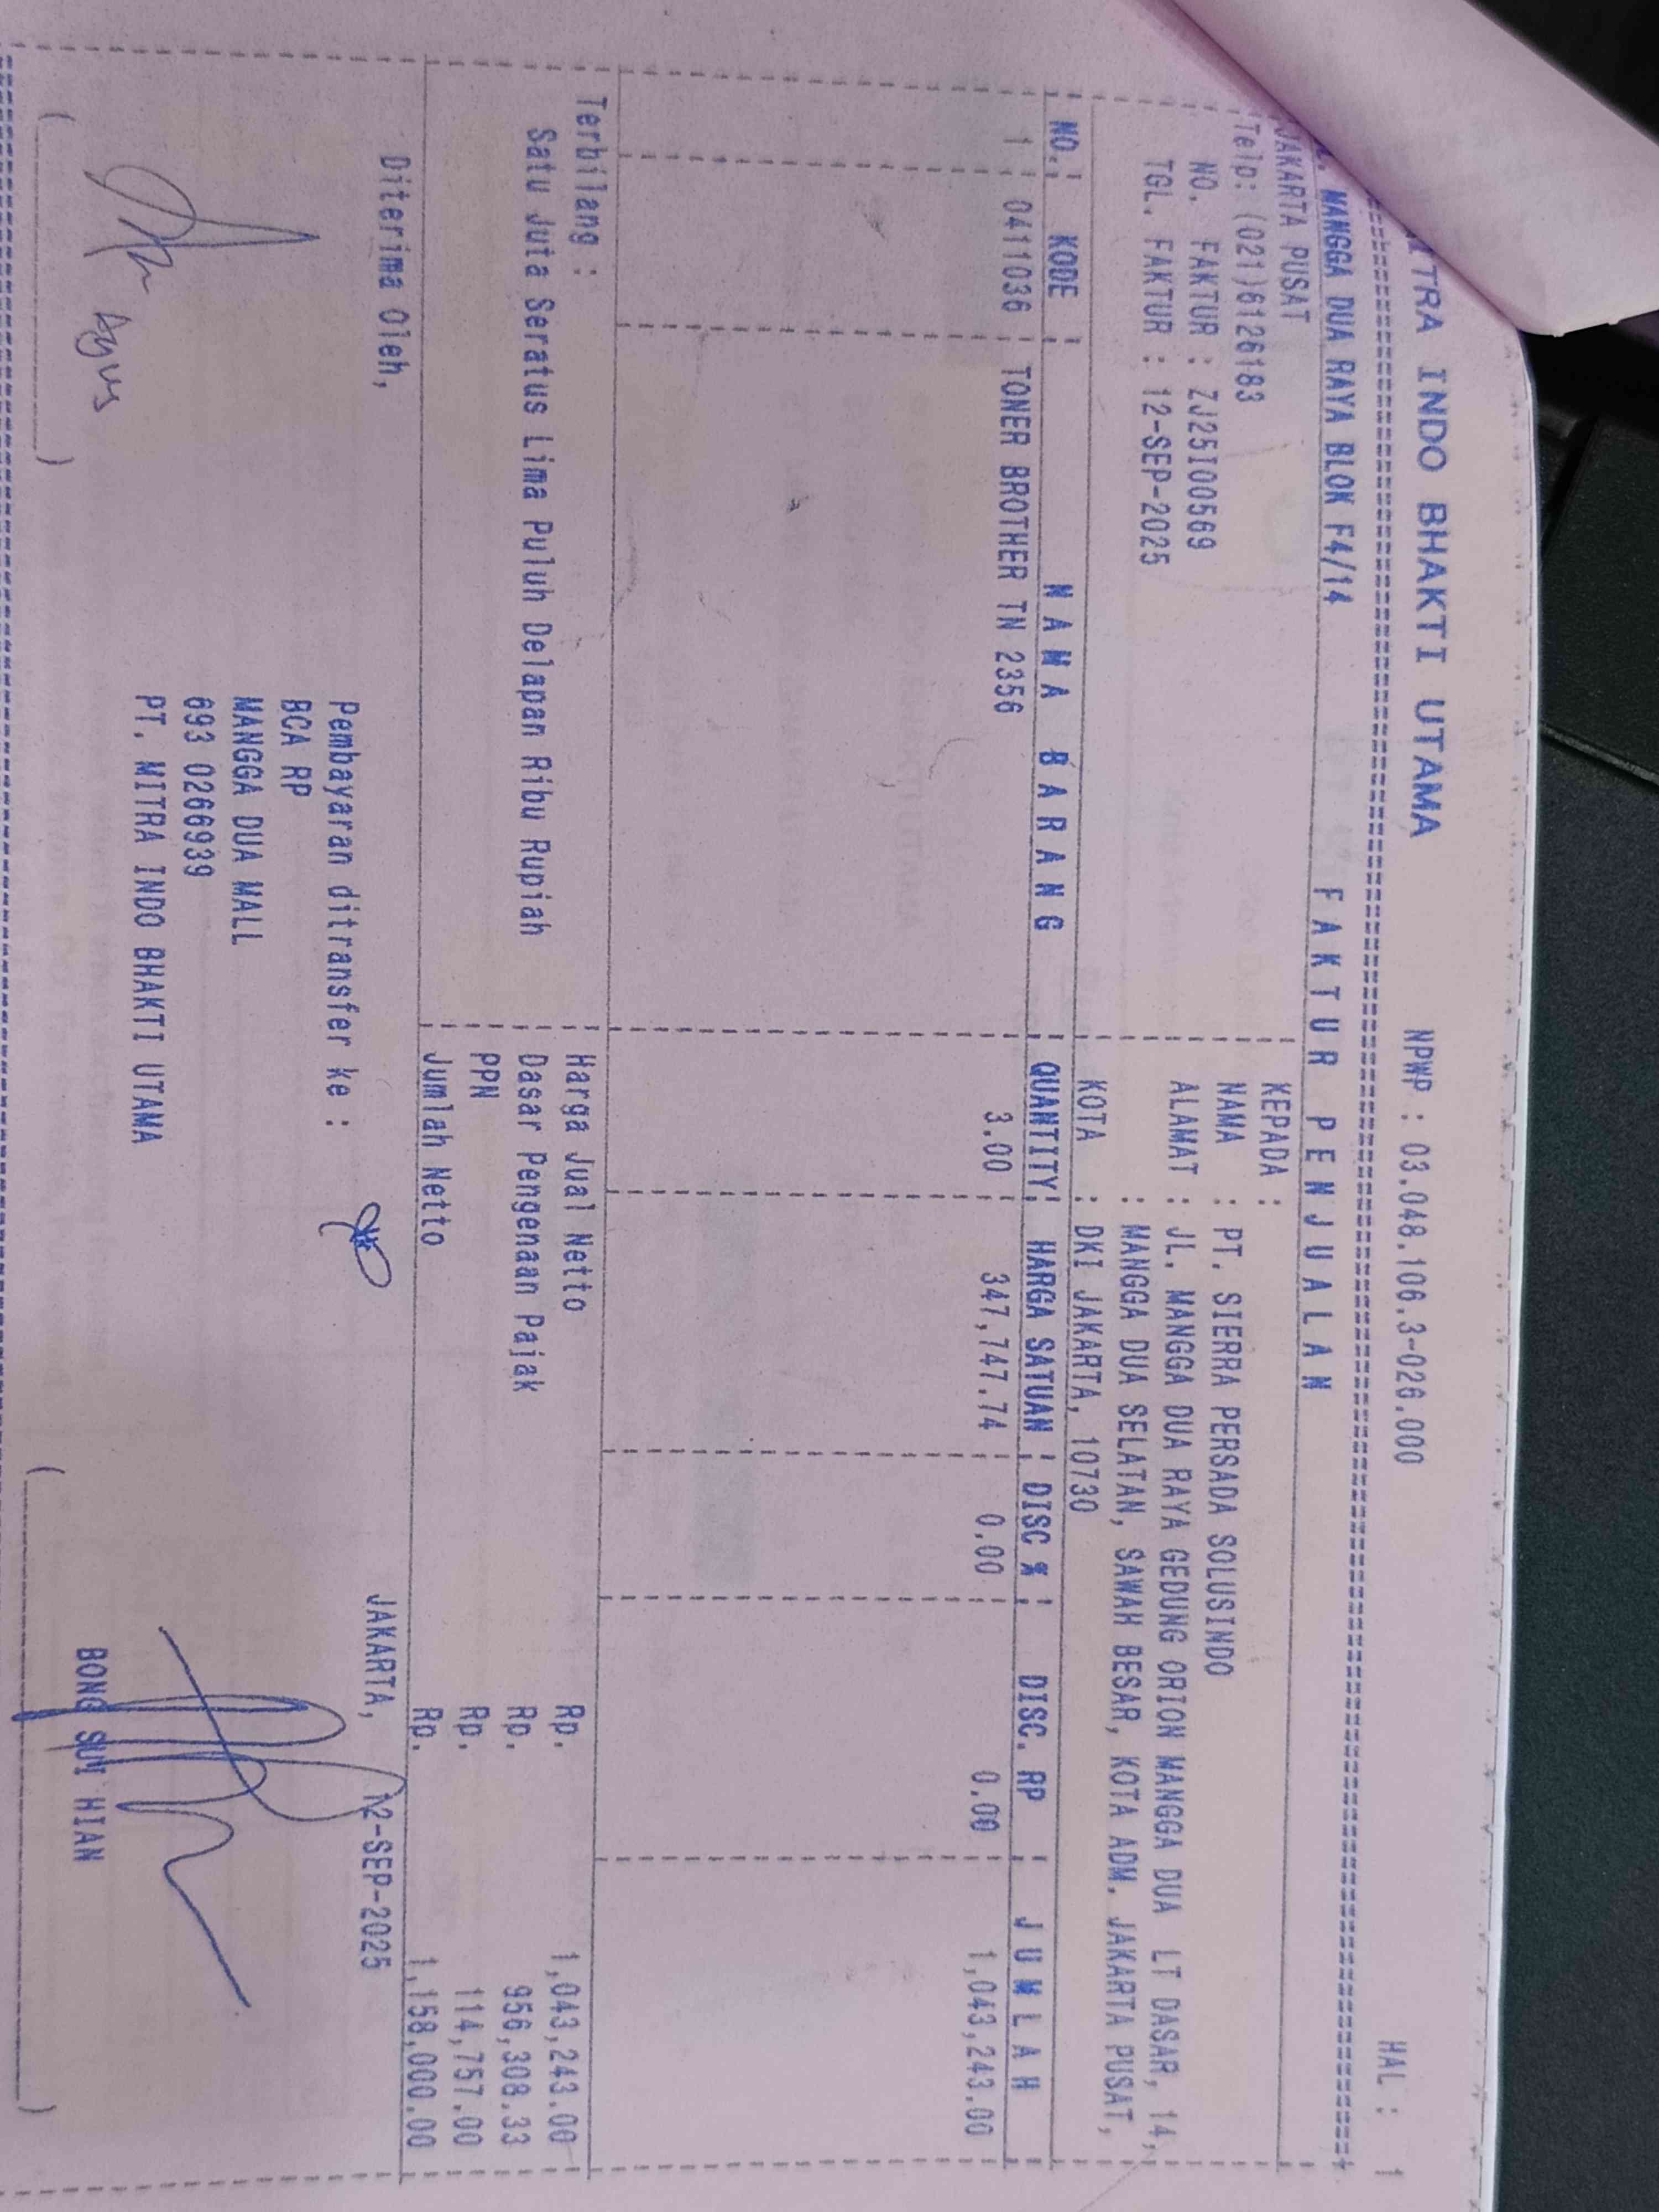 ITRA INDO BHAKTI UTAMA NPWP : 03.048.106.3-026.000 HAL : 1
MANGGA DUA RAYA BLOK F4/14 FAKTUR PENJUALAN
JAKARTA PUSAT KEPADA :
Telp: (021)6126183 NAMA : PT. SIERRA PERSADA SOLUSINDO
NO. FAKTUR : ZJ25I00569 ALAMAT : JL. MANGGA DUA RAYA GEDUNG ORION MANGGA DUA LT DASAR, 14,
TGL. FAKTUR : 12-SEP-2025 : MANGGA DUA SELATAN, SAWAH BESAR, KOTA ADM. JAKARTA PUSAT,
KOTA : DKI JAKARTA, 10730
NO. KODE NAMA BARANG QUANTITY HARGA SATUAN DISC % DISC. RP JUMLAH
1 0411036 TONER BROTHER TN 2356 3.00 347,747.74 0.00 0.00 1,043,243.00
Terbilang : Harga Jual Netto Rp. 1,043,243.00
Satu Juta Seratus Lima Puluh Delapan Ribu Rupiah Dasar Pengenaan Pajak Rp. 956,308.33
PPN Rp. 114,757.00
Jumlah Netto Rp. 1,158,000.00
Diterima Oleh, JAKARTA, 12-SEP-2025
Pembayaran ditransfer ke :
BCA RP
MANGGA DUA MALL
693 0266939
PT. MITRA INDO BHAKTI UTAMA
Agus
BONG SUI HIAN